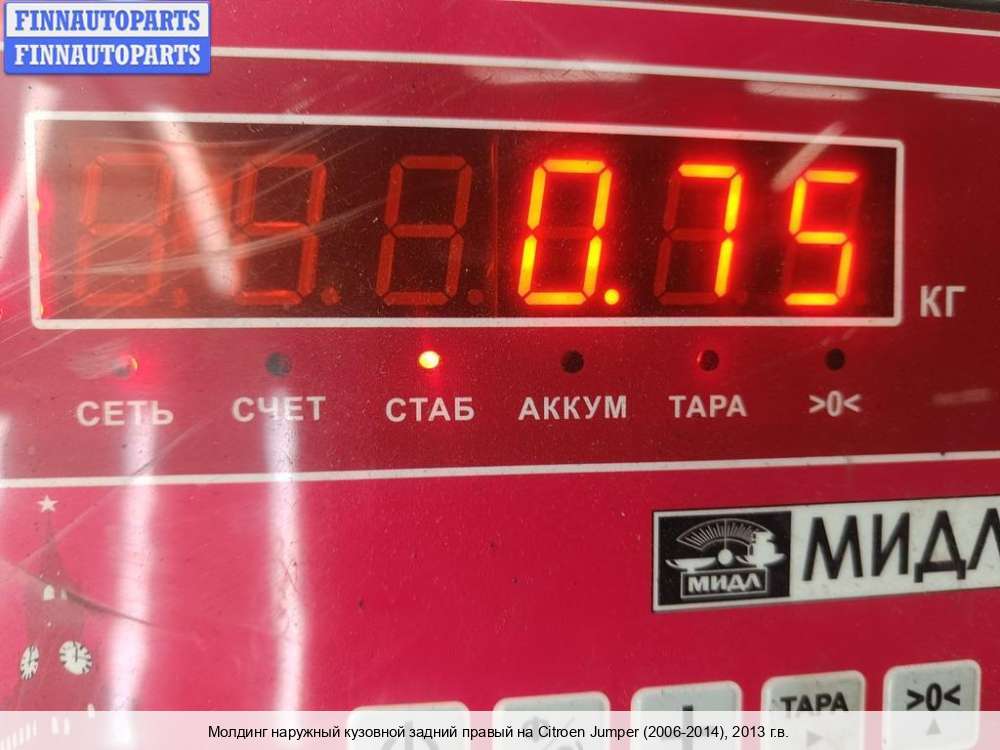 FINNAUTOPARTS
FINNAUTOPARTS
0.75
КГ
СЕТЬ СЧЕТ СТАБ АККУМ ТАРА >0<
МИДЛ МИДЛ
ТАРА >0<
Молдинг наружный кузовной задний правый на Citroen Jumper (2006-2014), 2013 г.в.